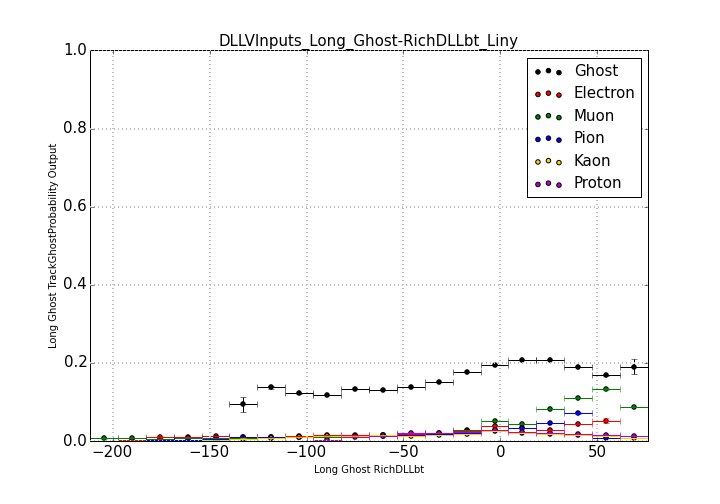 DLLVInputs_Long_Ghost-RichDLLbt_Liny
1.0
0.8
0.6
0.4
0.2
0.0
Long Ghost TrackGhostProbability Output
Ghost
Electron
Muon
Pion
Kaon
Proton
−200
−150
−100
−50
0
50
Long Ghost RichDLLbt